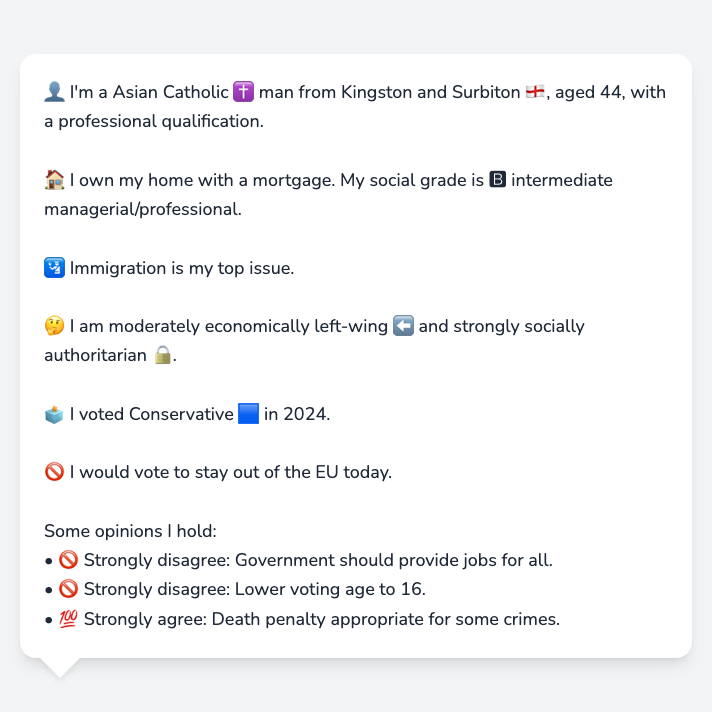 👤 I'm a Asian Catholic ✝️ man from Kingston and Surbiton 🏴󠁧󠁢󠁥󠁮󠁧󠁿, aged 44, with
a professional qualification.
🏠 I own my home with a mortgage. My social grade is 🅱 intermediate
managerial/professional.
🛂 Immigration is my top issue.
🤔 I am moderately economically left-wing ⬅️ and strongly socially
authoritarian 🔒.
🗳️ I voted Conservative 🟦 in 2024.
🚫 I would vote to stay out of the EU today.
Some opinions I hold:
• 🚫 Strongly disagree: Government should provide jobs for all.
• 🚫 Strongly disagree: Lower voting age to 16.
• 💯 Strongly agree: Death penalty appropriate for some crimes.